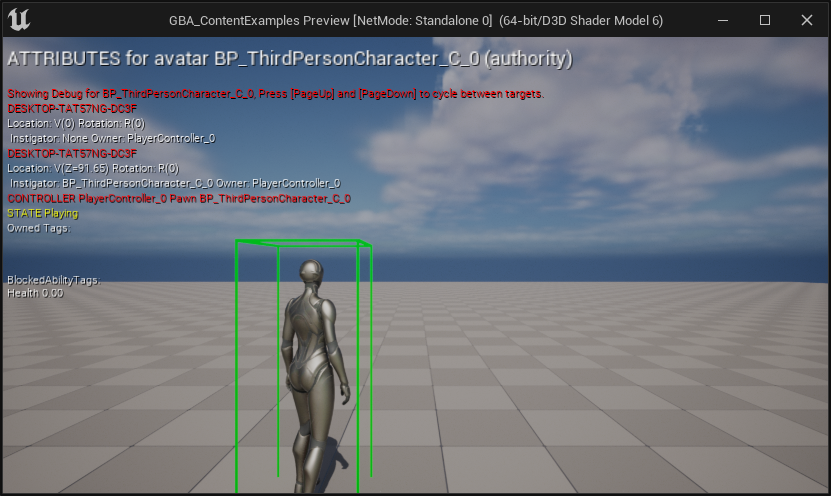 GBA_ContentExamples Preview [NetMode: Standalone 0] (64-bit/D3D Shader Model 6)
ATTRIBUTES for avatar BP_ThirdPersonCharacter_C_0 (authority)
Showing Debug for BP_ThirdPersonCharacter_C_0, Press [PageUp] and [PageDown] to cycle between targets.
DESKTOP-TAT57NG-DC3F
Location: V(0) Rotation: R(0)
Instigator: None Owner: PlayerController_0
DESKTOP-TAT57NG-DC3F
Location: V(Z=91.65) Rotation: R(0)
Instigator: BP_ThirdPersonCharacter_C_0 Owner: PlayerController_0
CONTROLLER PlayerController_0 Pawn BP_ThirdPersonCharacter_C_0
STATE Playing
Owned Tags:
BlockedAbilityTags:
Health 0.00